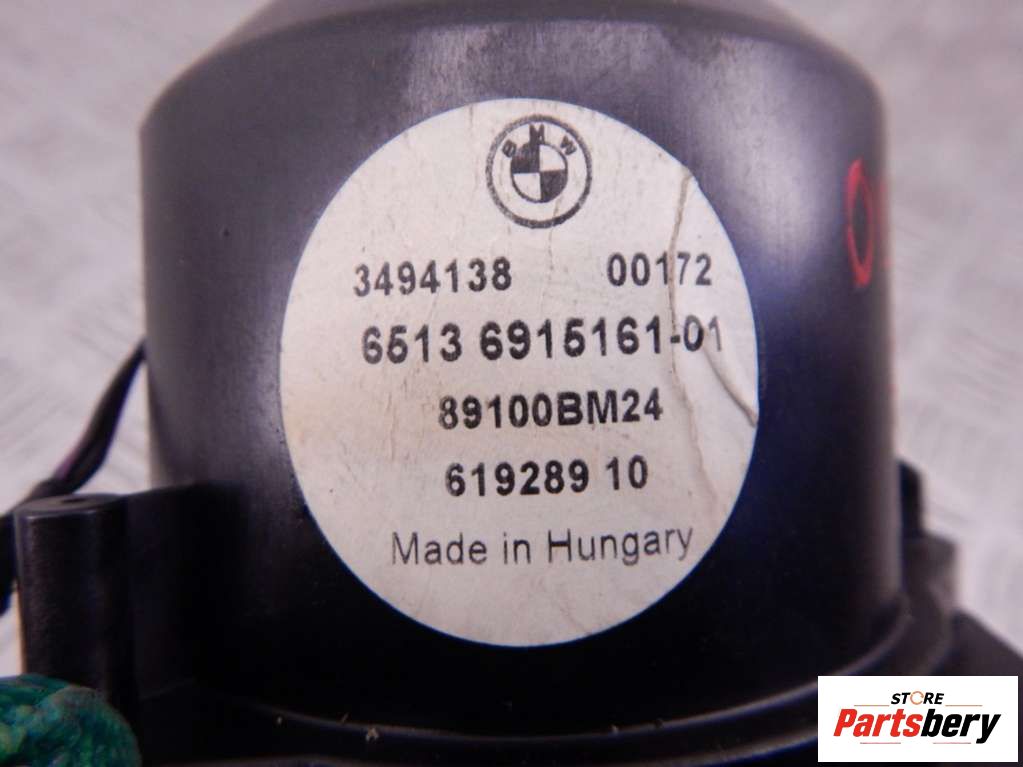 BMW
3494138 00172
6513 6915161-01
89100BM24
619289 10
Made in Hungary
STORE
Partsbery